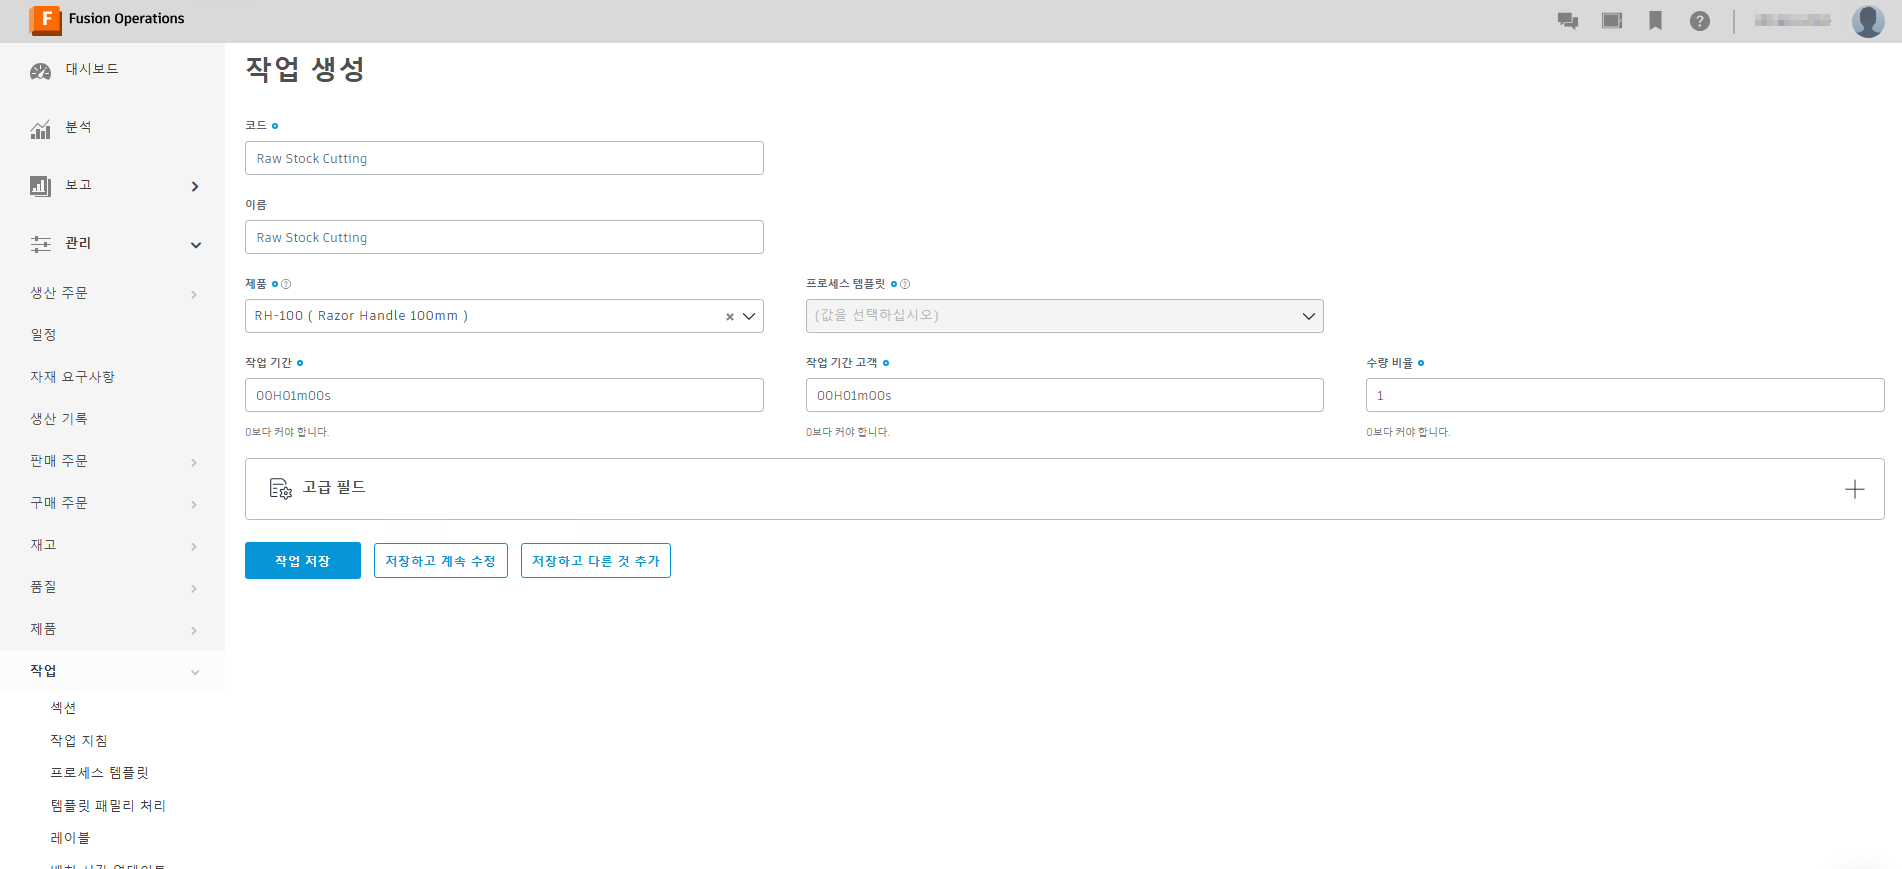 Fusion Operations
대시보드
분석
보고
관리
생산 주문
일정
자재 요구사항
생산 기록
판매 주문
구매 주문
재고
품질
제품
작업
섹션
작업 지침
프로세스 템플릿
템플릿 패밀리 처리
레이블
작업 생성
코드
Raw Stock Cutting
이름
Raw Stock Cutting
제품
RH-100 ( Razor Handle 100mm )
프로세스 템플릿
(값을 선택하십시오)
작업 기간
00H01m00s
0보다 커야 합니다.
작업 기간 고객
00H01m00s
0보다 커야 합니다.
수량 비율
1
0보다 커야 합니다.
고급 필드
작업 저장
저장하고 계속 수정
저장하고 다른 것 추가